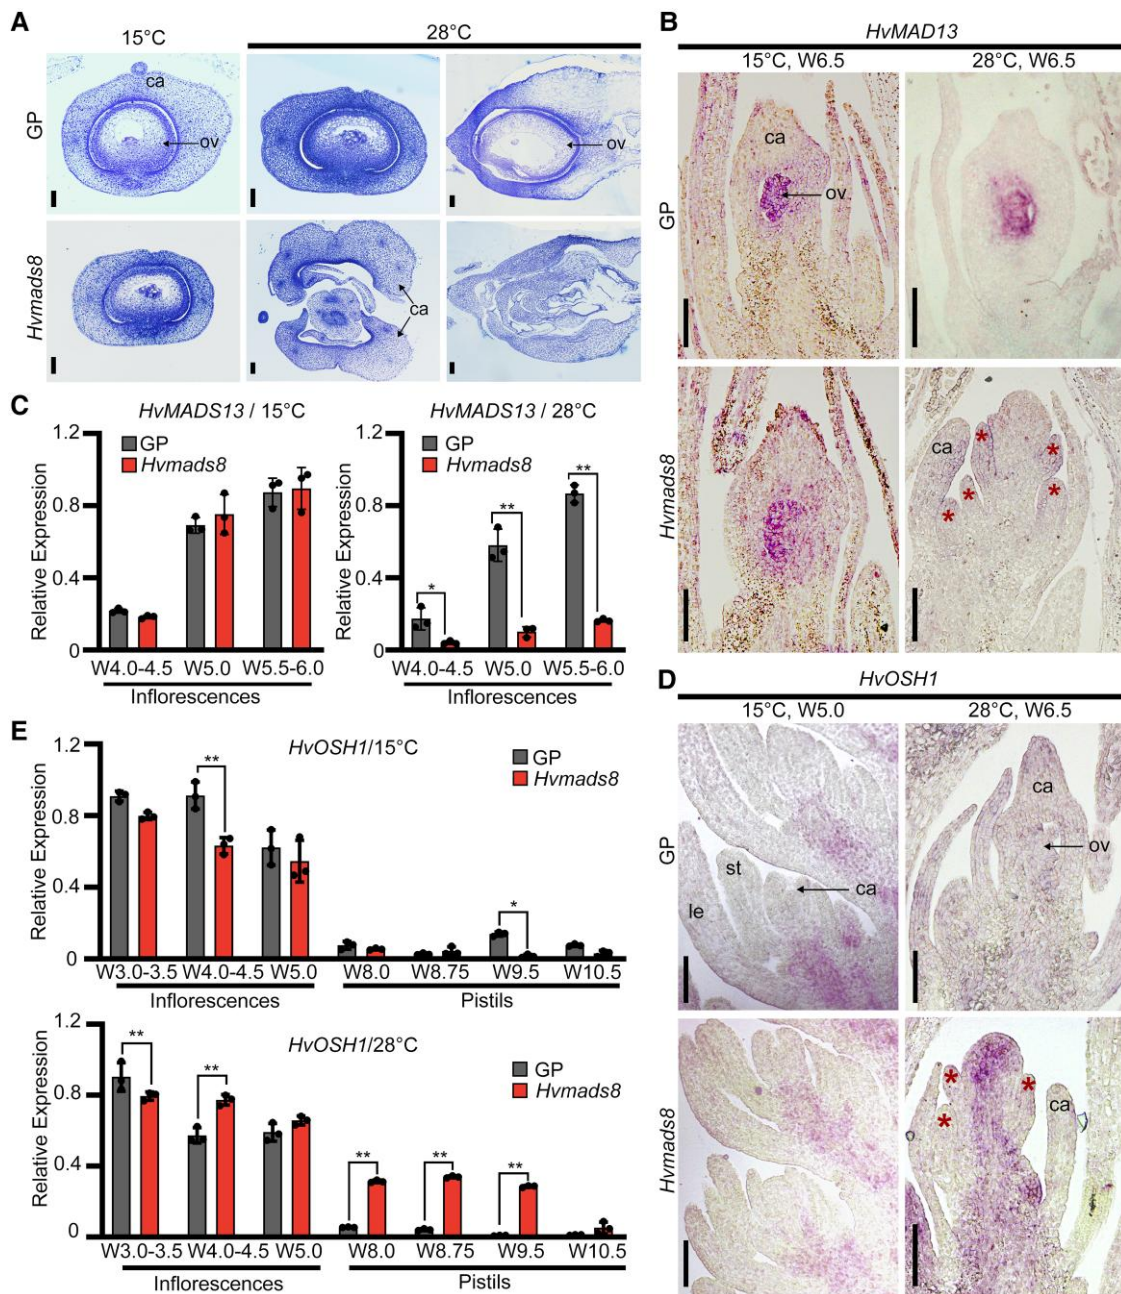 A
15°C
28°C
GP
ca
ov
ov
Hvmads8
ca
B
HvMAD13
15°C, W6.5
28°C, W6.5
GP
ca
ov
Hvmads8
ca
*
*
*
*
*
C
HvMADS13 / 15°C
HvMADS13 / 28°C
Relative Expression
1.2
0.8
0.4
0
GP
Hvmads8
W4.0-4.5
W5.0
W5.5-6.0
Inflorescences
Relative Expression
1.2
0.8
0.4
0
GP
Hvmads8
*
**
**
W4.0-4.5
W5.0
W5.5-6.0
Inflorescences
D
HvOSH1
15°C, W5.0
28°C, W6.5
GP
st
le
ca
ca
ov
Hvmads8
*
*
*
ca
E
HvOSH1/15°C
Relative Expression
1.2
0.8
0.4
0
GP
Hvmads8
**
*
W3.0-3.5
W4.0-4.5
W5.0
W8.0
W8.75
W9.5
W10.5
Inflorescences
Pistils
HvOSH1/28°C
Relative Expression
1.2
0.8
0.4
0
GP
Hvmads8
**
**
**
**
**
W3.0-3.5
W4.0-4.5
W5.0
W8.0
W8.75
W9.5
W10.5
Inflorescences
Pistils